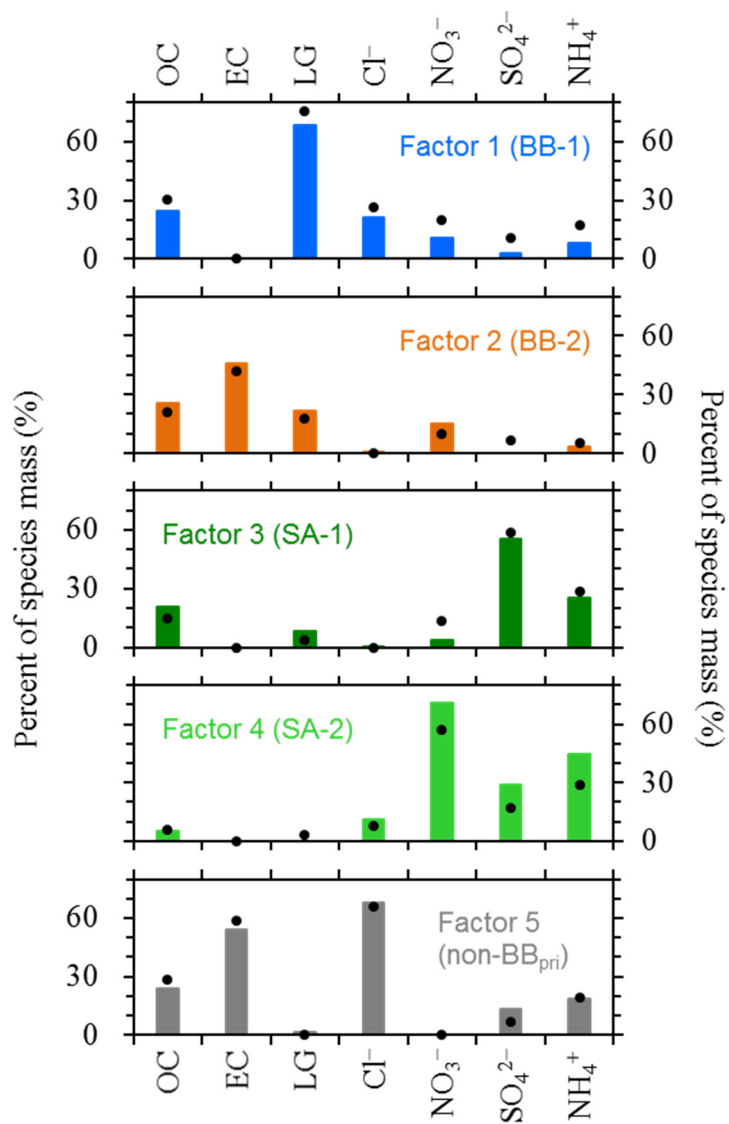 OC EC LG Cl⁻ NO₃⁻ SO₄²⁻ NH₄⁺
Percent of species mass (%)
Percent of species mass (%)
60
30
0
Factor 1 (BB-1)
60
30
0
Factor 2 (BB-2)
60
30
0
60
30
0
Factor 3 (SA-1)
Factor 4 (SA-2)
60
30
0
60
30
0
Factor 5
(non-BBpri)
OC EC LG Cl⁻ NO₃⁻ SO₄²⁻ NH₄⁺